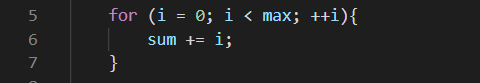 5 for (i = 0; i < max; ++i){
6 sum += i;
7 }